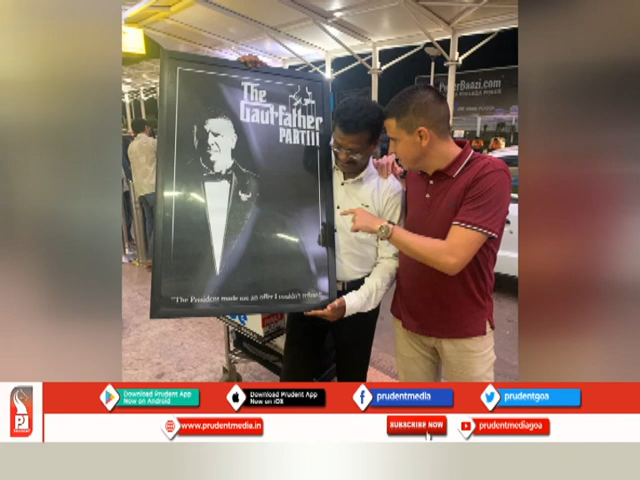 The
Gaurfather
PART III
"The President made me an offer I couldn't refuse"
PokerBaazi.com
Download Prudent App
Now on Android
Download Prudent App
Now on iOS
prudentmedia
prudentgoa
www.prudentmedia.in
SUBSCRIBE NOW
prudentmediagoa
PRUDENT